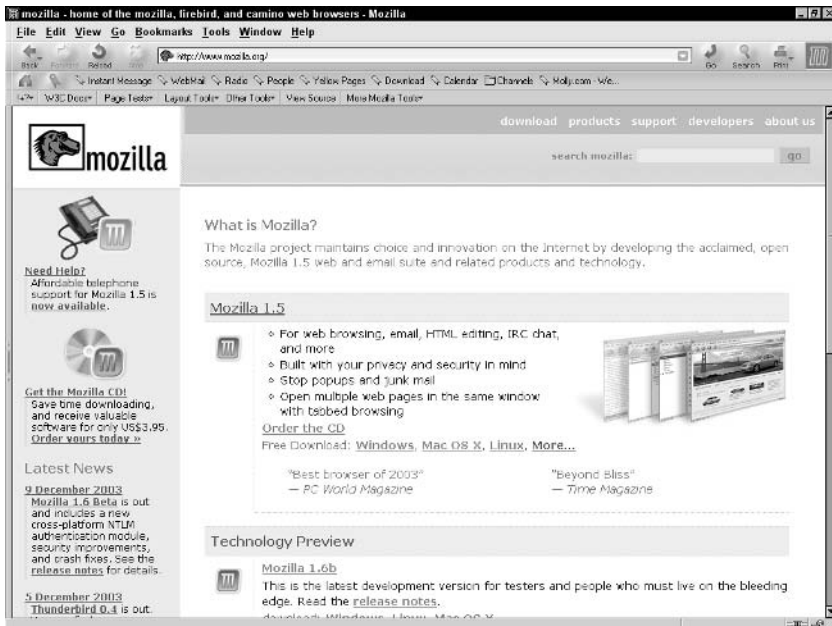 mozilla - home of the mozilla, firebird, and camino web browsers - Mozilla
File Edit View Go Bookmarks Tools Window Help
Back Reload http://www.mozilla.org/ Go Search Print
Instant Message WebMail Radio People Yellow Pages Download Calendar Channels Molly.com - We...
W3C Docs Page Tests Layout Tools Other Tools View Source More Mozilla Tools
download products support developers about us
mozilla
search mozilla: go
Need Help?
Affordable telephone
support for Mozilla 1.5 is
now available.
Get the Mozilla CD!
Save time downloading,
and receive valuable
software for only US$3.95.
Order yours today »
Latest News
9 December 2003
Mozilla 1.6 Beta is out
and includes a new
cross-platform NTLM
authentication module,
security improvements,
and crash fixes. See the
release notes for details.
5 December 2003
Thunderbird 0.4 is out.
What is Mozilla?
The Mozilla project maintains choice and innovation on the Internet by developing the acclaimed, open
source, Mozilla 1.5 web and email suite and related products and technology.
Mozilla 1.5
For web browsing, email, HTML editing, IRC chat,
and more
Built with your privacy and security in mind
Stop popups and junk mail
Open multiple web pages in the same window
with tabbed browsing
Order the CD
Free Download: Windows, Mac OS X, Linux, More...
"Best browser of 2003"
— PC World Magazine
"Beyond Bliss"
— Time Magazine
Technology Preview
Mozilla 1.6b
This is the latest development version for testers and people who must live on the bleeding
edge. Read the release notes.
download: Windows, Linux, Mac OS X